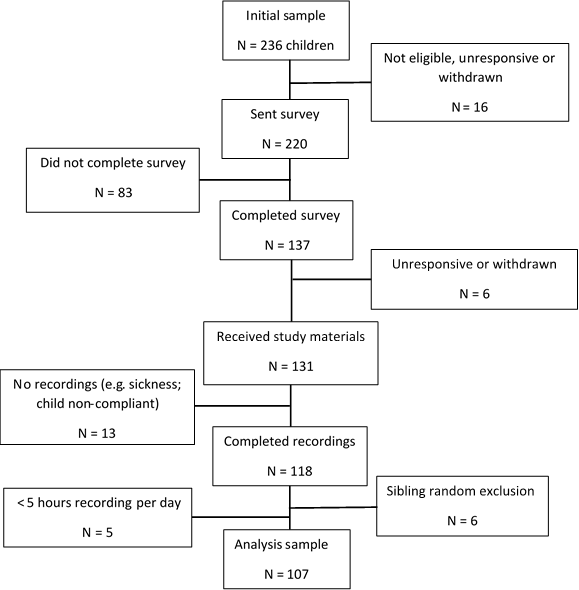 Initial sample
N = 236 children
Not eligible, unresponsive or
withdrawn
N = 16
Sent survey
N = 220
Did not complete survey
N = 83
Completed survey
N = 137
Unresponsive or withdrawn
N = 6
Received study materials
N = 131
No recordings (e.g. sickness;
child non-compliant)
N = 13
Completed recordings
N = 118
Sibling random exclusion
N = 6
< 5 hours recording per day
N = 5
Analysis sample
N = 107